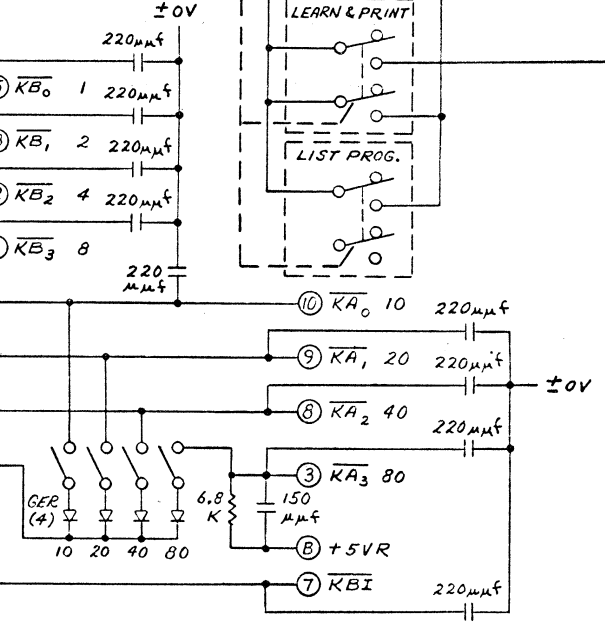 ± 0V
LEARN & PRINT
220μμf
KB0 1
220μμf
KB1 2
220μμf
LIST PROG.
KB2 4
220μμf
KB3 8
220
μμf
10 KA0 10
220μμf
9 KA1 20
220μμf
± 0V
8 KA2 40
220μμf
3 KA3 80
GER
(4)
6.8
K
150
μμf
10 20 40 80
B +5VR
7 KBI
220μμf